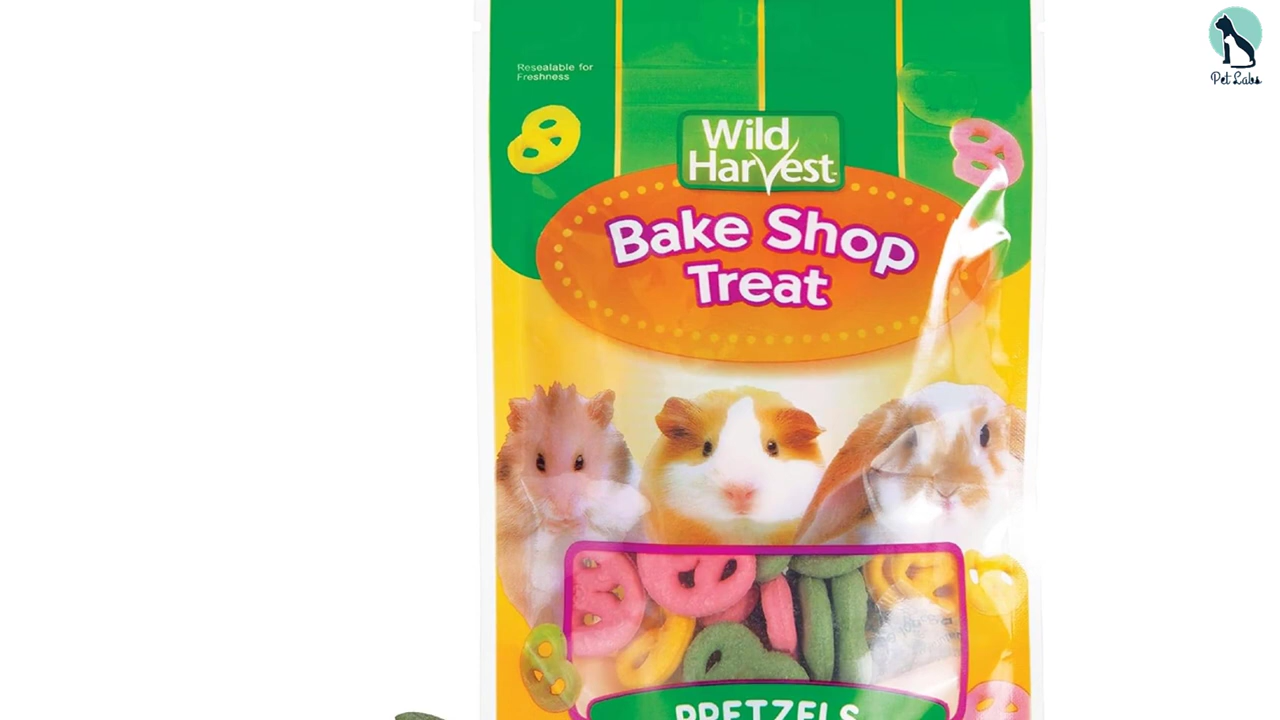 Pet Labs
Resealable for
Freshness
Wild
Harvest
Bake Shop
Treat
PRETZELS